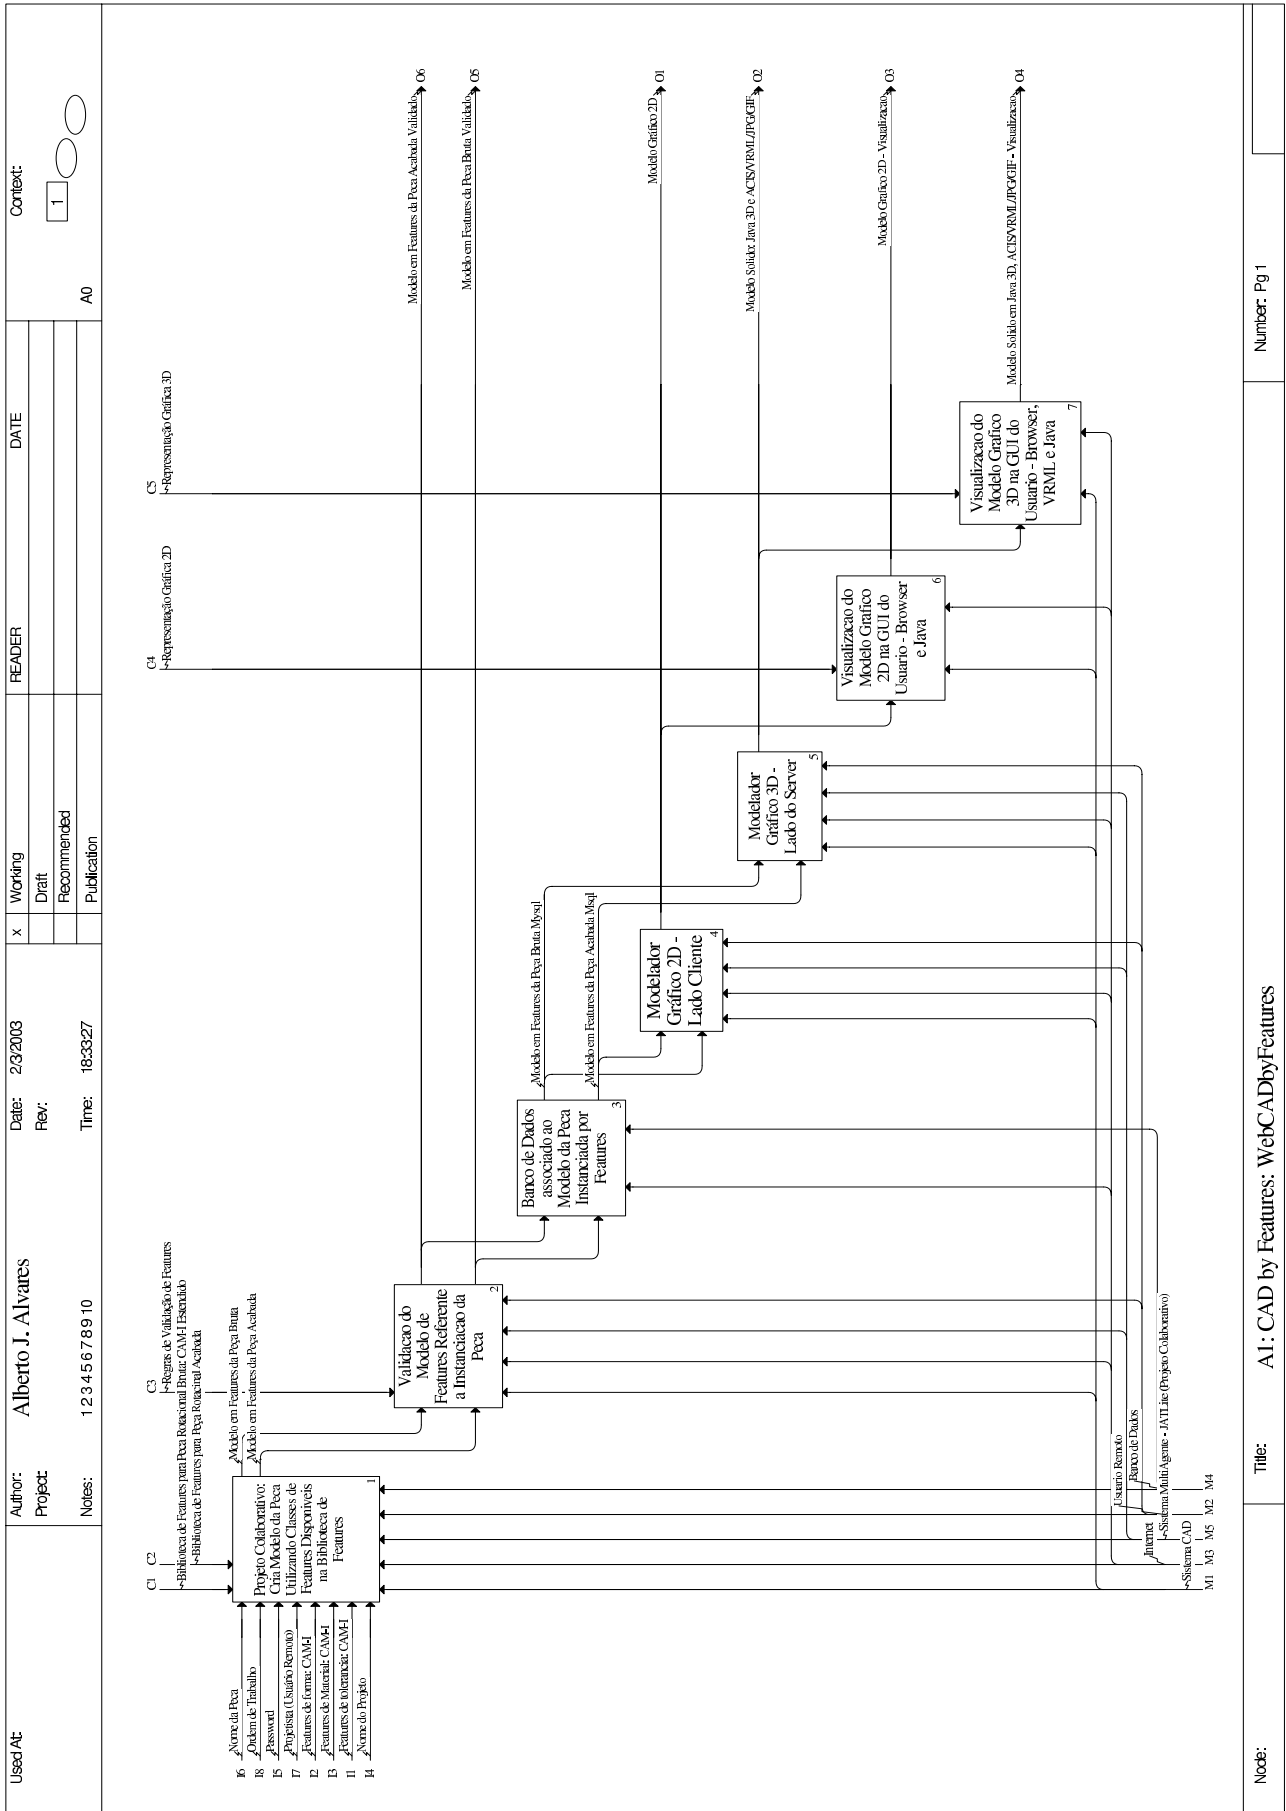 Used At:
Author: Alberto J. Alvares
Project:
Notes: 1 2 3 4 5 6 7 8 9 10
Date: 2/3/2003
Rev:
Time: 18:33:27
x Working
Draft
Recommended
Publication
READER
DATE
Context:
1
A0
C1
C2
C3
C4
C5
Biblioteca de Features para Peca Rotacional Bruta: CAM-I Estendido
Biblioteca de Features para Peça Rotacinal Acabada
Regras de Validação de Features
Representação Gráfica 2D
Representação Gráfica 3D
I6 Nome da Peca
I8 Ordem de Trabalho
I5 Password
I7 Projetista (Usuário Remoto)
I2 Features de forma: CAM-I
I3 Features de Material: CAM-I
I1 Features de tolerancia: CAM-I
I4 Nome do Projeto
Projeto Colaborativo:
Cria Modelo da Peca
Utilizando Classes de
Features Disponiveis
na Biblioteca de
Features
1
Modelo em Features da Peça Bruta
Modelo em Features da Peça Acabada
Validacao do
Modelo de
Features Referente
a Instanciacao da
Peca
2
Modelo em Features da Peca Acabada Validado
O6
Modelo em Features da Peca Bruta Validado
O5
Banco de Dados
associado ao
Modelo da Peca
Instanciada por
Features
3
Modelo em Features da Peça Bruta Mysql
Modelo em Features da Peça Acabada Msql
Modelador
Gráfico 2D -
Lado Cliente
4
Modelo Gráfico 2D
O1
Modelador
Gráfico 3D -
Lado do Server
5
Modelo Solido: Java 3D e ACIS/VRML/JPG/GIF
O2
Visualizacao do
Modelo Grafico
2D na GUI do
Usuario - Browser
e Java
6
Modelo Grafico 2D - Visualizacao
O3
Visualizacao do
Modelo Grafico
3D na GUI do
Usuario - Browser,
VRML e Java
7
Modelo Solido em Java 3D, ACIS/VRML/JPG/GIF - Visualizacao
O4
Usuario Remoto
Banco de Dados
Internet
Sistema Multi Agente - JATLite (Projeto Colaborativo)
Sistema CAD
M1
M3
M5
M2
M4
Node:
Title: A1: CAD by Features: WebCADbyFeatures
Number: Pg 1